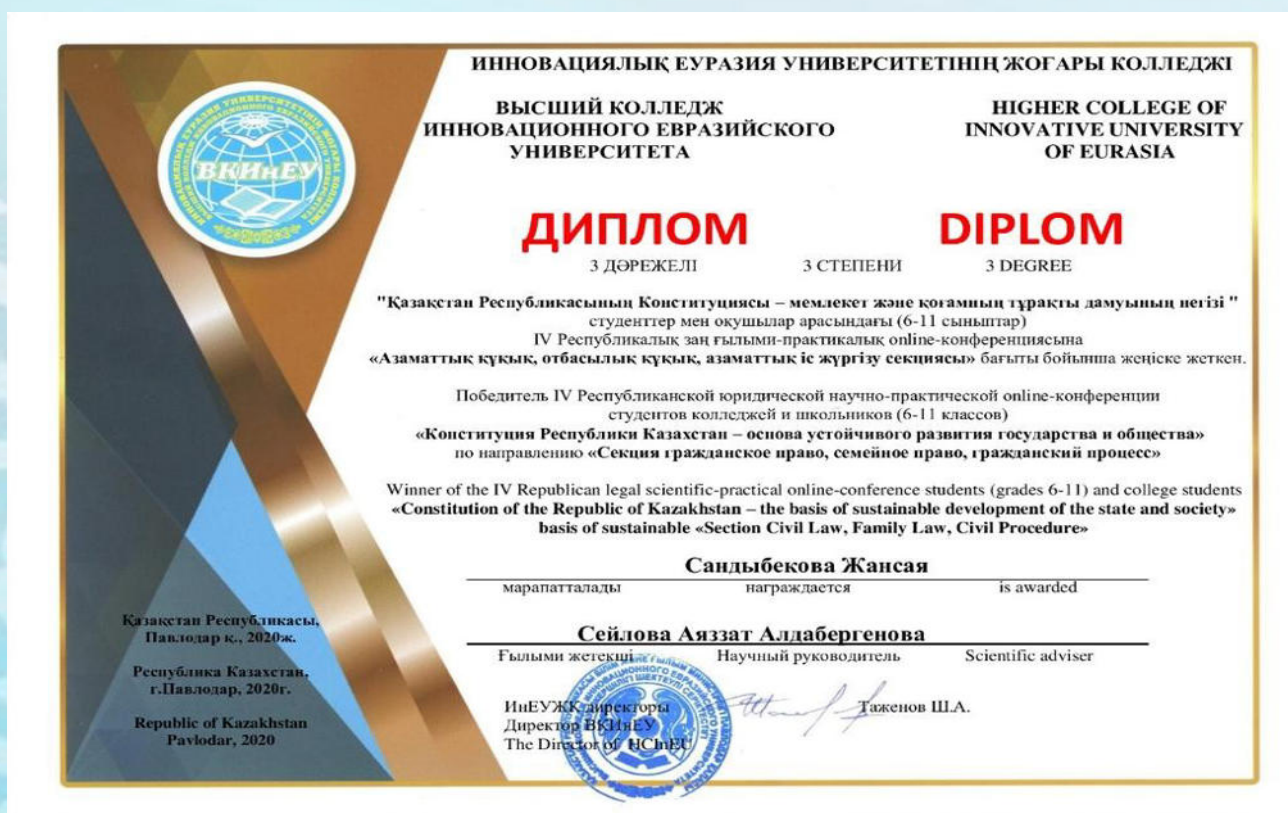 ИННОВАЦИЯЛЫҚ ЕУРАЗИЯ УНИВЕРСИТЕТІНІҢ ЖОҒАРЫ КОЛЛЕДЖІ
ВЫСШИЙ КОЛЛЕДЖ
ИННОВАЦИОННОГО ЕВРАЗИЙСКОГО
УНИВЕРСИТЕТА
HIGHER COLLEGE OF
INNOVATIVE UNIVERSITY
OF EURASIA
ВКИнЕУ
ДИПЛОМ DIPLOM
3 ДӘРЕЖЕЛІ 3 СТЕПЕНИ 3 DEGREE
"Қазақстан Республикасының Конституциясы – мемлекет және қоғамның тұрақты дамуының негізі "
студенттер мен оқушылар арасындағы (6-11 сыныптар)
IV Республикалық заң ғылыми-практикалық online-конференциясына
«Азаматтық құқық, отбасылық құқық, азаматтық іс жүргізу секциясы» бағыты бойынша жеңіске жеткен.
Победитель IV Республиканской юридической научно-практической online-конференции
студентов колледжей и школьников (6-11 классов)
«Конституция Республики Казахстан – основа устойчивого развития государства и общества»
по направлению «Секция гражданское право, семейное право, гражданский процесс»
Winner of the IV Republican legal scientific-practical online-conference students (grades 6-11) and college students
«Constitution of the Republic of Kazakhstan – the basis of sustainable development of the state and society»
basis of sustainable «Section Civil Law, Family Law, Civil Procedure»
Сандыбекова Жансая
марапатталады награждается is awarded
Сейлова Аяззат Алдабергенова
Ғылыми жетекші Научный руководитель Scientific adviser
ИнЕУЖК директоры
Директор ВКИнЕУ
The Director of HCInEU
Таженов Ш.А.
Қазақстан Республикасы,
Павлодар қ., 2020ж.
Республика Казахстан,
г.Павлодар, 2020г.
Republic of Kazakhstan
Pavlodar, 2020